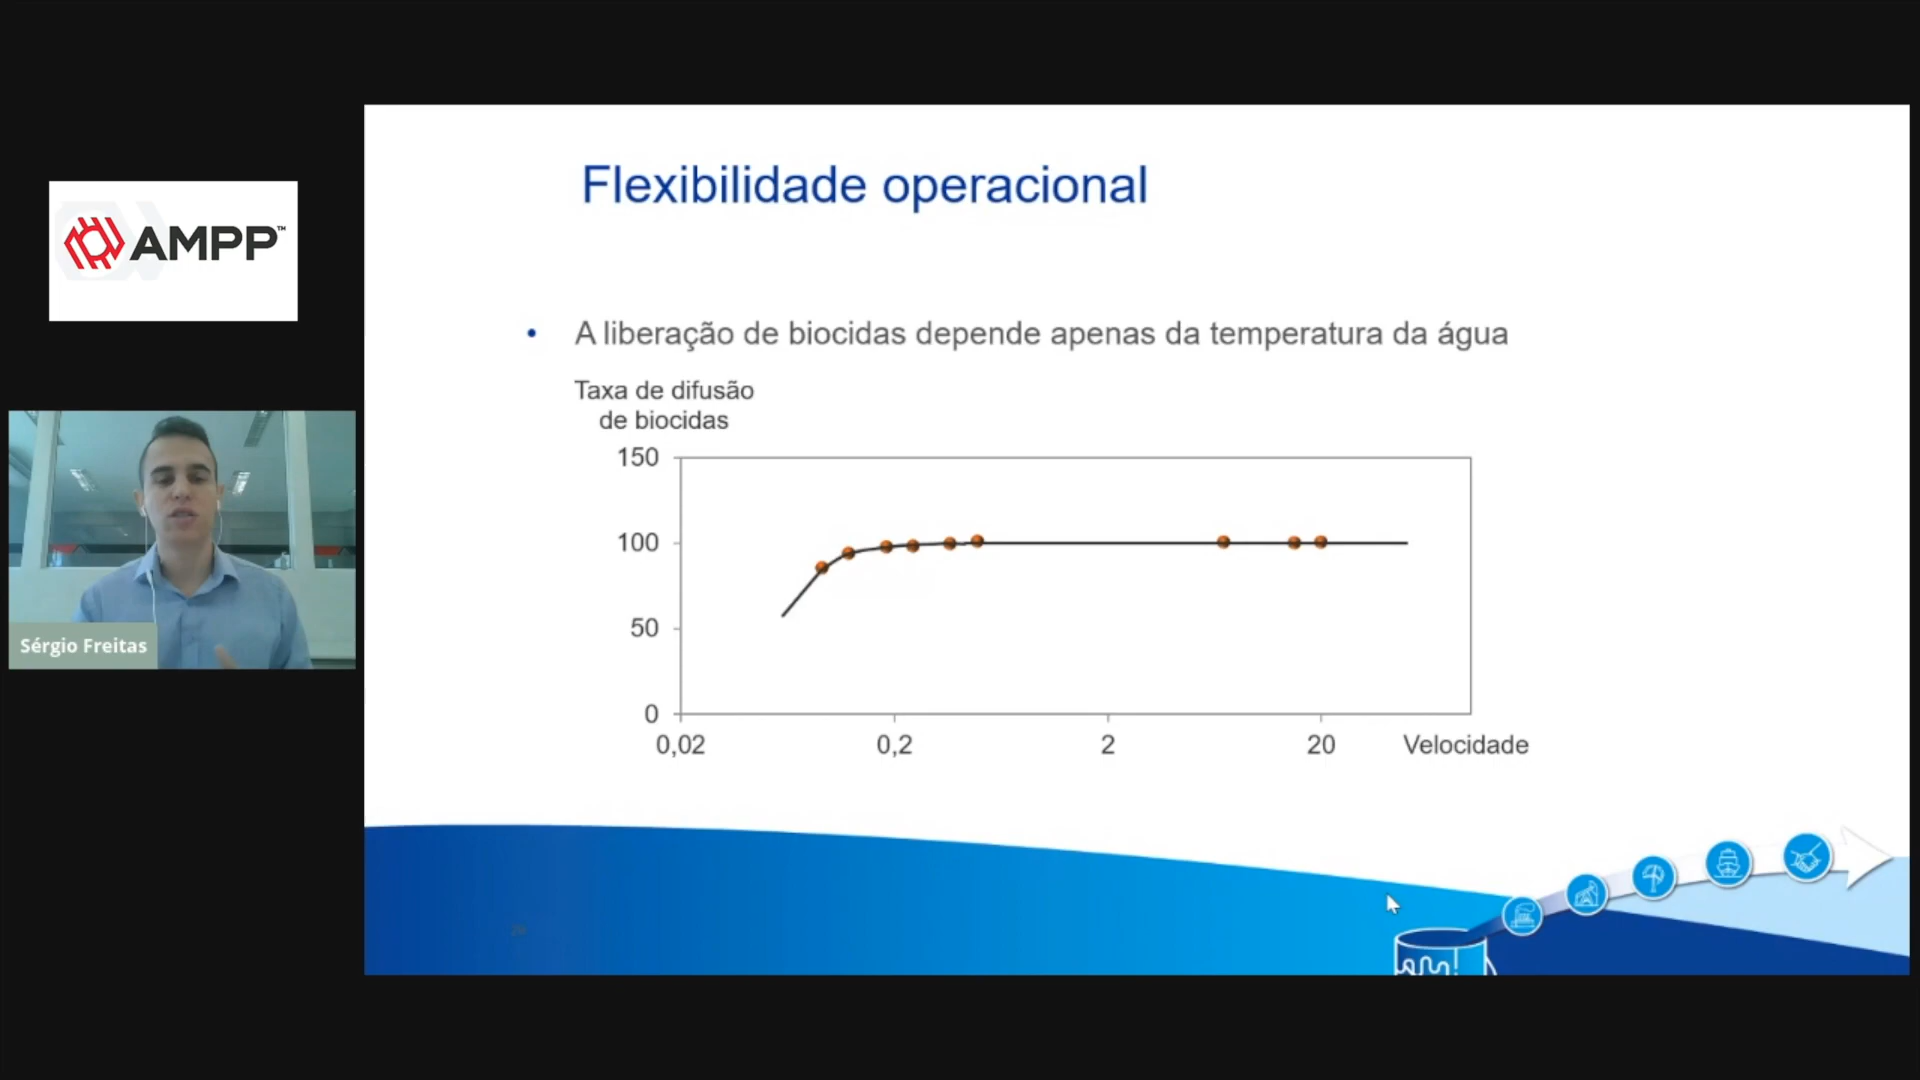 Flexibilidade operacional
AMPP™
• A liberação de biocidas depende apenas da temperatura da água
Taxa de difusão
de biocidas
150
100
50
0
0,02 0,2 2 20 Velocidade
Sérgio Freitas